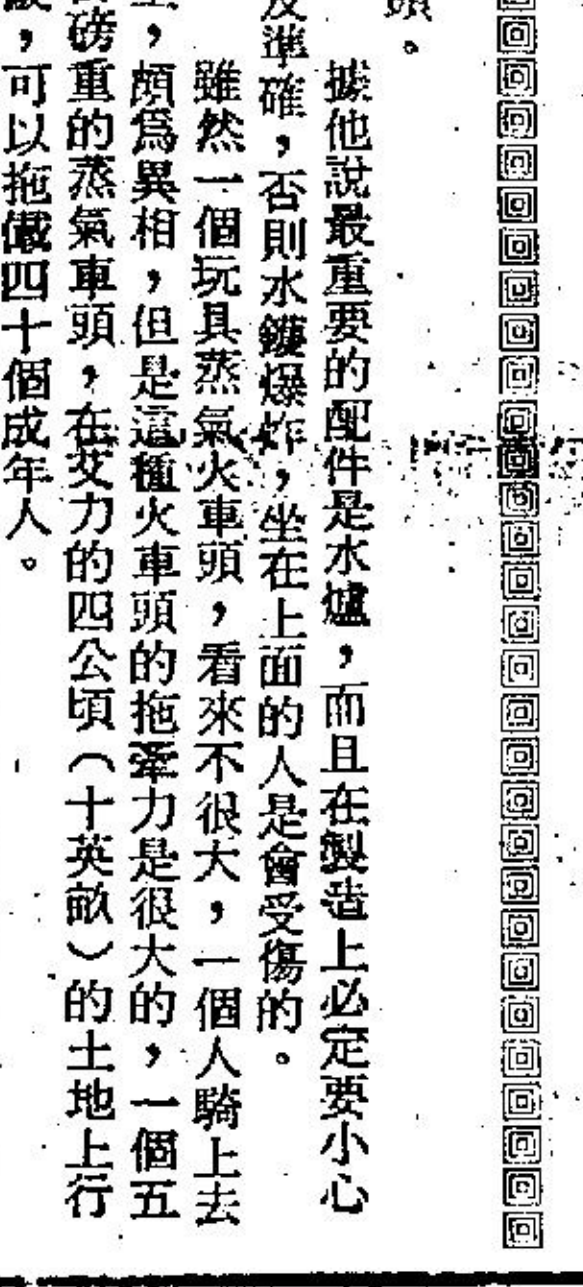 頭。
據他說最重要的配件是水爐，而且在製造上必定要小心
及準確，否則水鑊爆炸，坐在上面的人是會受傷的。
雖然一個玩具蒸氣火車頭，看來不很大，一個人騎上去
，頗爲異相，但是這種火車頭的拖牽力是很大的，一個五
磅重的蒸氣車頭，在艾力的四公頃（十英畝）的土地上行
，可以拖儎四十個成年人。